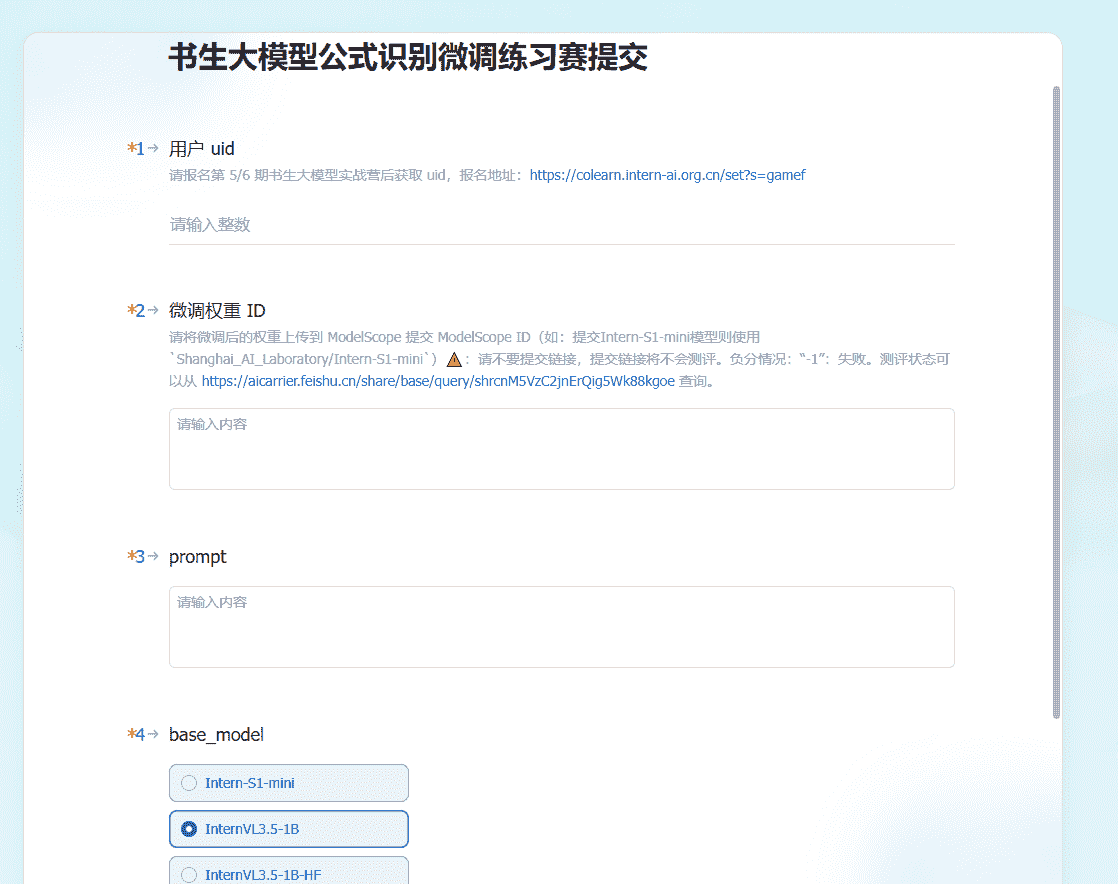 书生大模型公式识别微调练习赛提交
*1→ 用户 uid
请报名第 5/6 期书生大模型实战营后获取 uid，报名地址：https://colearn.intern-ai.org.cn/set?s=gamef
请输入整数
*2→ 微调权重 ID
请将微调后的权重上传到 ModelScope 提交 ModelScope ID（如：提交Intern-S1-mini模型则使用
`Shanghai_AI_Laboratory/Intern-S1-mini`）⚠：请不要提交链接，提交链接将不会测评。负分情况：“-1”：失败。测评状态可
以从 https://aicarrier.feishu.cn/share/base/query/shrcnM5VzC2jnErQig5Wk88kgoe 查询。
请输入内容
*3→ prompt
请输入内容
*4→ base_model
Intern-S1-mini
InternVL3.5-1B
InternVL3.5-1B-HF